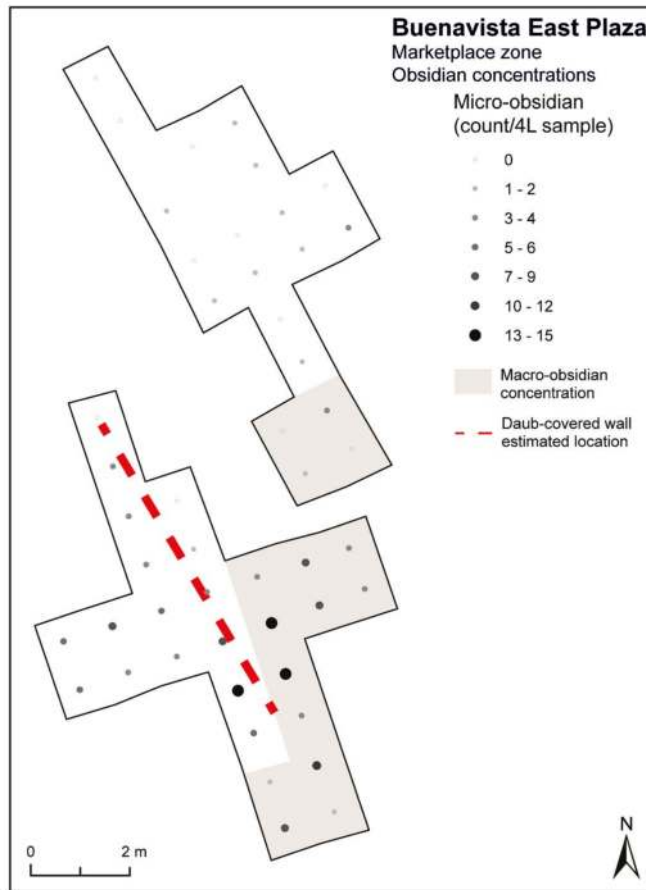 Buenavista East Plaza
Marketplace zone
Obsidian concentrations
Micro-obsidian
(count/4L sample)
0
1 - 2
3 - 4
5 - 6
7 - 9
10 - 12
13 - 15
Macro-obsidian
concentration
Daub-covered wall
estimated location
0 2 m
N